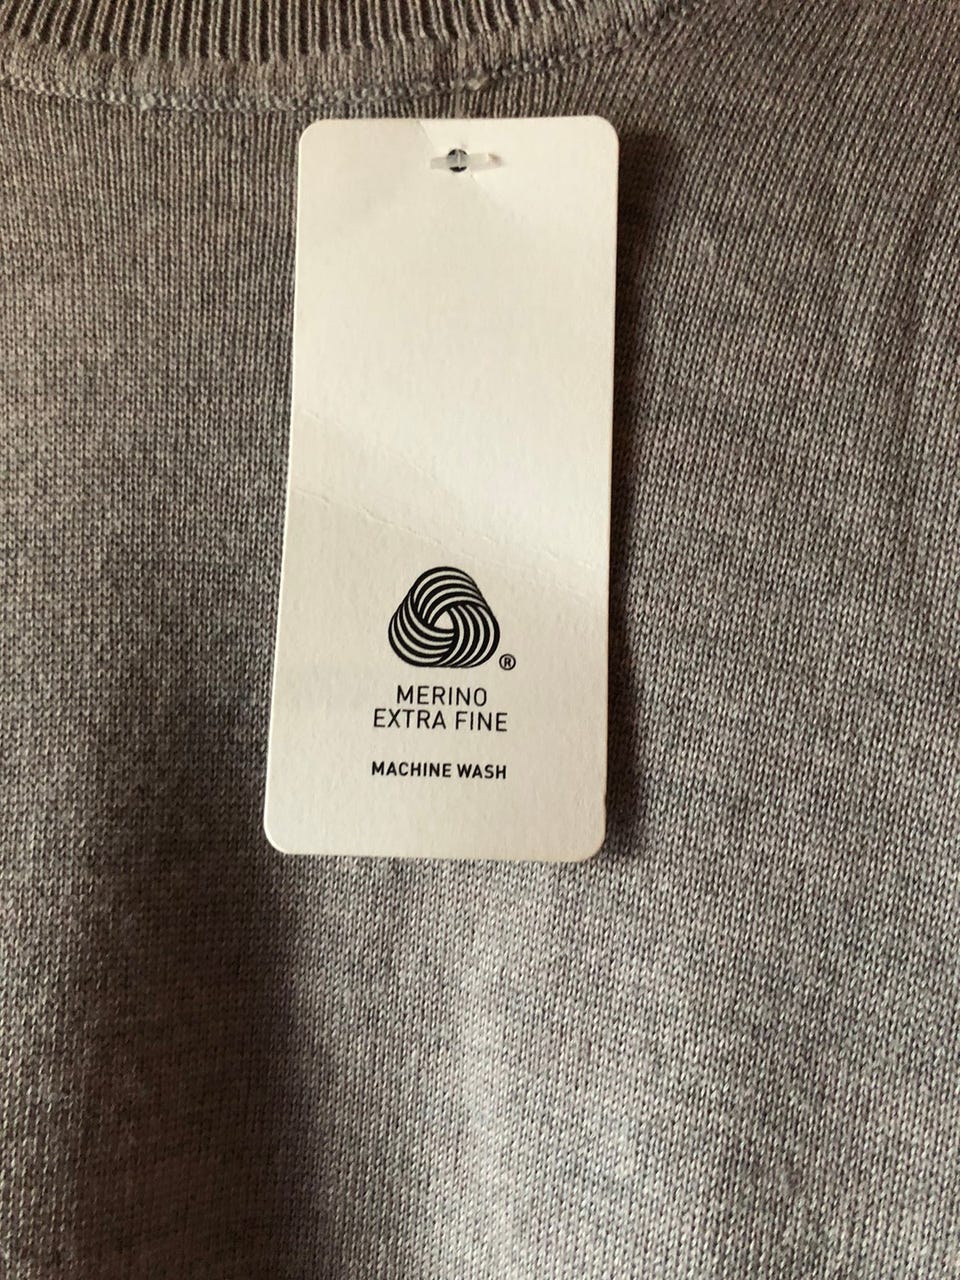 ®
MERINO
EXTRA FINE
MACHINE WASH